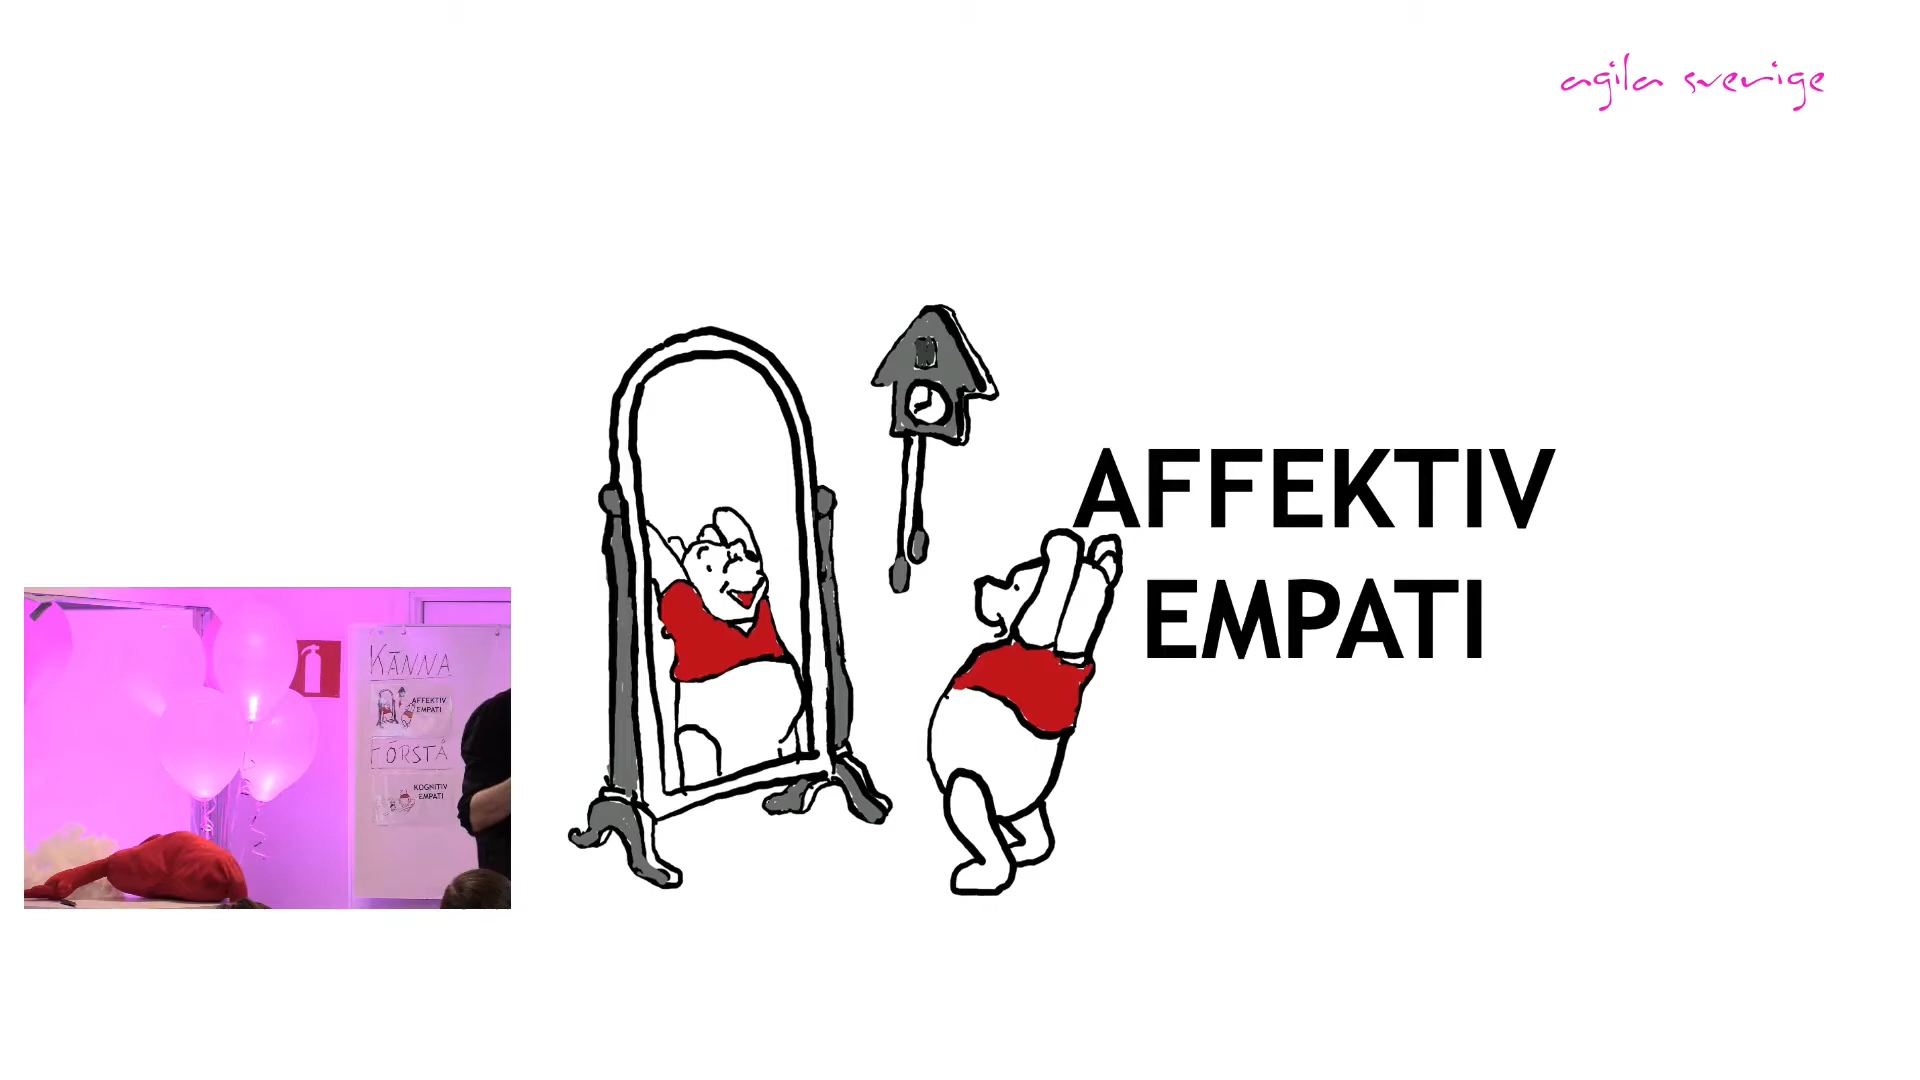 agila sverige
AFFEKTIV
EMPATI
KÄNNA
AFFEKTIV
EMPATI
FÖRSTÅ
KOGNITIV
EMPATI